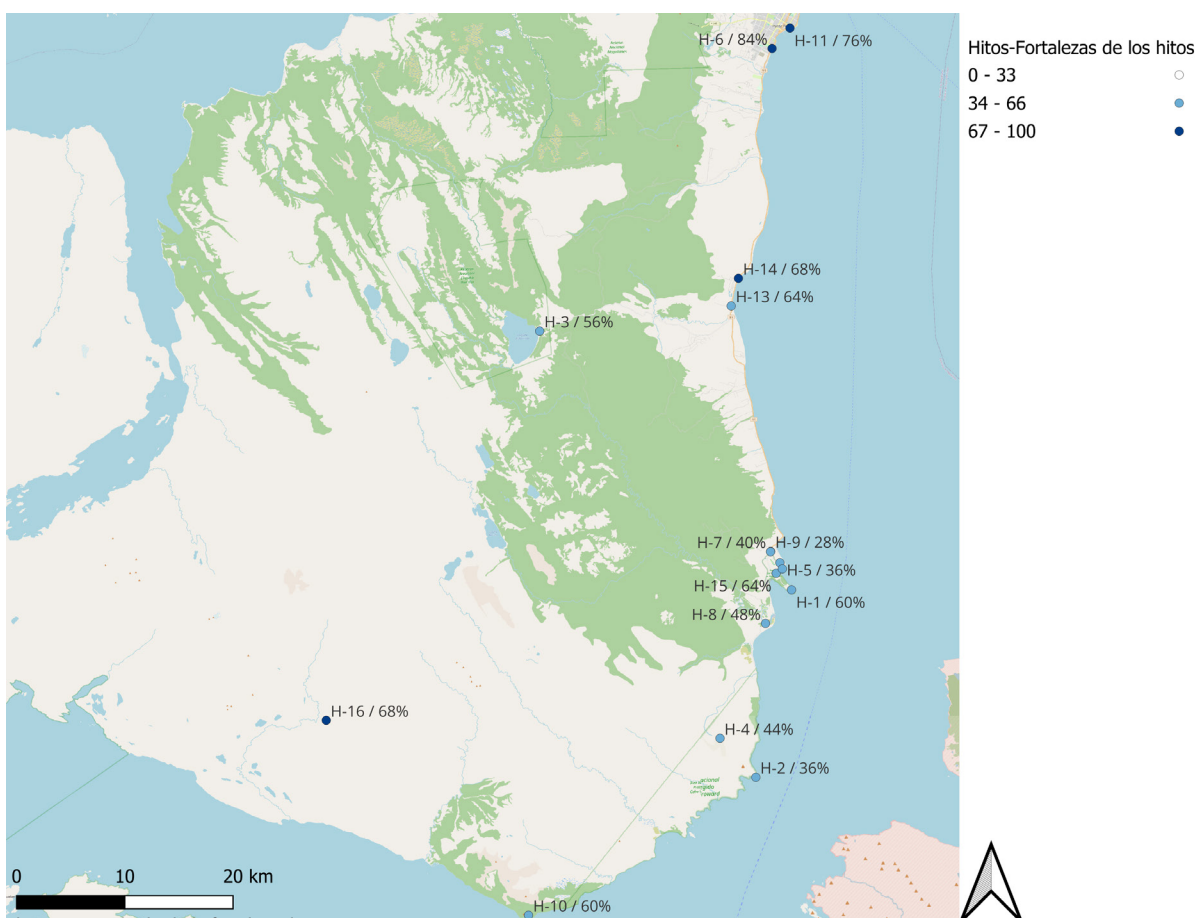 H-6 / 84%
H-11 / 76%
Hitos-Fortalezas de los hitos
0 - 33
34 - 66
67 - 100
H-14 / 68%
H-13 / 64%
H-3 / 56%
H-7 / 40%
H-9 / 28%
H-5 / 36%
H-15 / 64%
H-1 / 60%
H-8 / 48%
H-16 / 68%
H-4 / 44%
H-2 / 36%
0 10 20 km
H-10 / 60%